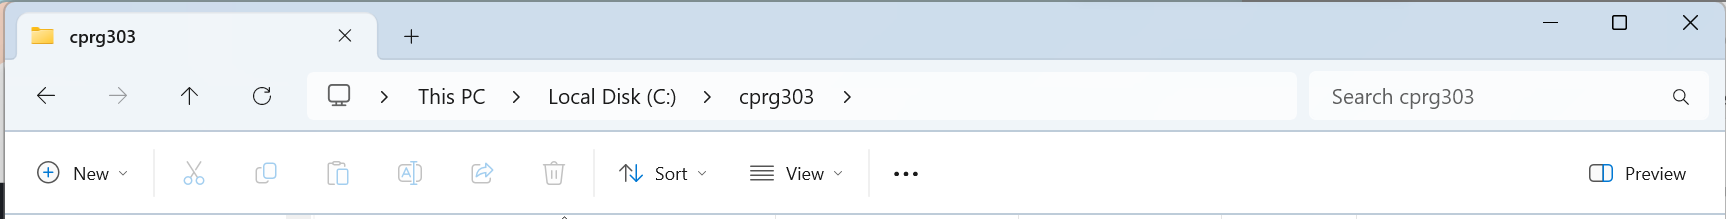 cprg303
This PC Local Disk (C:) cprg303 Search cprg303
New Sort View Preview